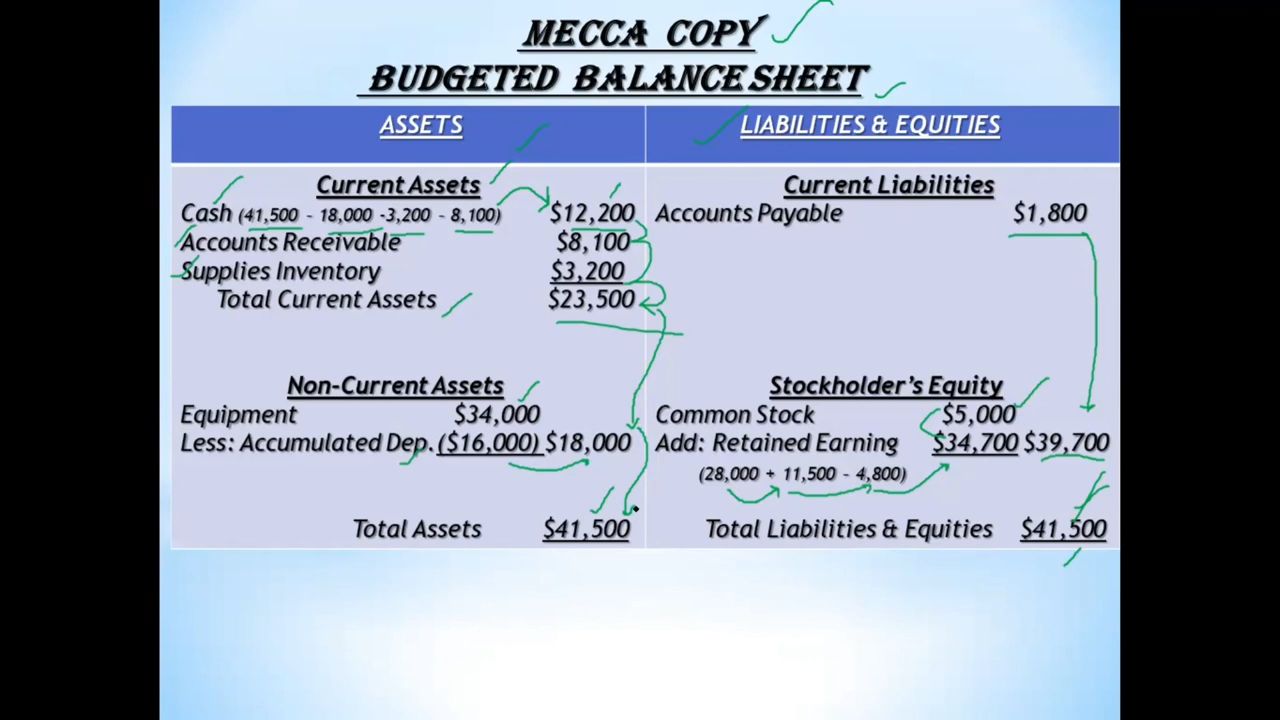 MECCA COPY
BUDGETED BALANCE SHEET
ASSETS
LIABILITIES & EQUITIES
Current Assets
Cash (41,500 – 18,000 -3,200 – 8,100) $12,200
Accounts Receivable $8,100
Supplies Inventory $3,200
Total Current Assets $23,500
Non-Current Assets
Equipment $34,000
Less: Accumulated Dep. ($16,000) $18,000
Total Assets $41,500
Current Liabilities
Accounts Payable $1,800
Stockholder's Equity
Common Stock $5,000
Add: Retained Earning $34,700 $39,700
(28,000 + 11,500 – 4,800)
Total Liabilities & Equities $41,500